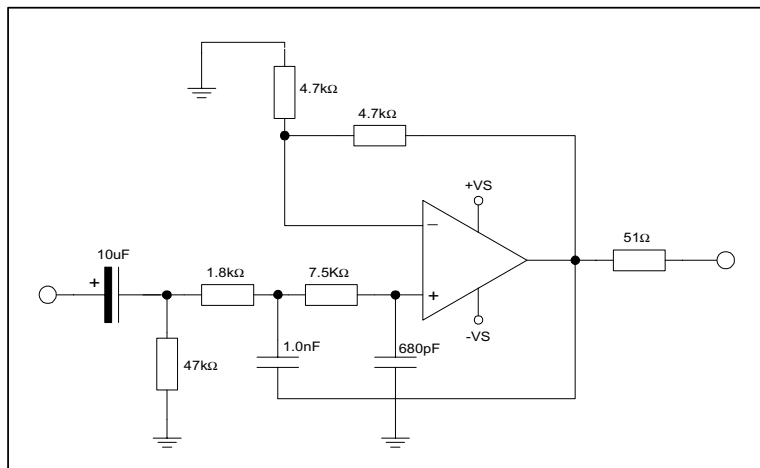 4.7kΩ
4.7kΩ
+VS
−
10uF
+
1.8kΩ
7.5KΩ
+
51Ω
-VS
47kΩ
1.0nF
680pF